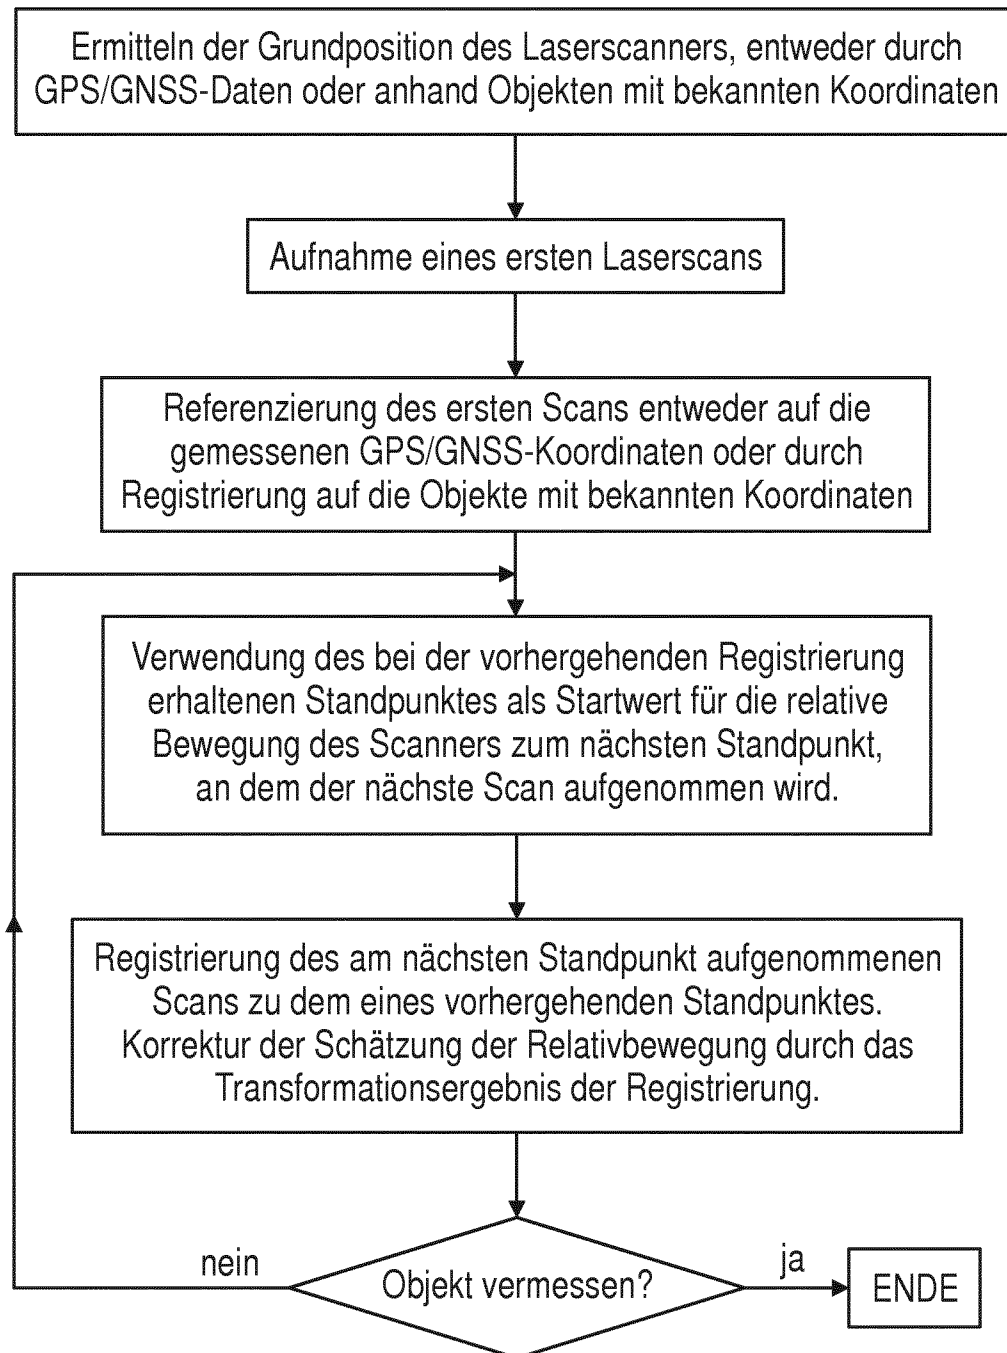 Ermitteln der Grundposition des Laserscanners, entweder durch
GPS/GNSS-Daten oder anhand Objekten mit bekannten Koordinaten
Aufnahme eines ersten Laserscans
Referenzierung des ersten Scans entweder auf die
gemessenen GPS/GNSS-Koordinaten oder durch
Registrierung auf die Objekte mit bekannten Koordinaten
Verwendung des bei der vorhergehenden Registrierung
erhaltenen Standpunktes als Startwert für die relative
Bewegung des Scanners zum nächsten Standpunkt,
an dem der nächste Scan aufgenommen wird.
Registrierung des am nächsten Standpunkt aufgenommenen
Scans zu dem eines vorhergehenden Standpunktes.
Korrektur der Schätzung der Relativbewegung durch das
Transformationsergebnis der Registrierung.
nein
Objekt vermessen?
ja
ENDE